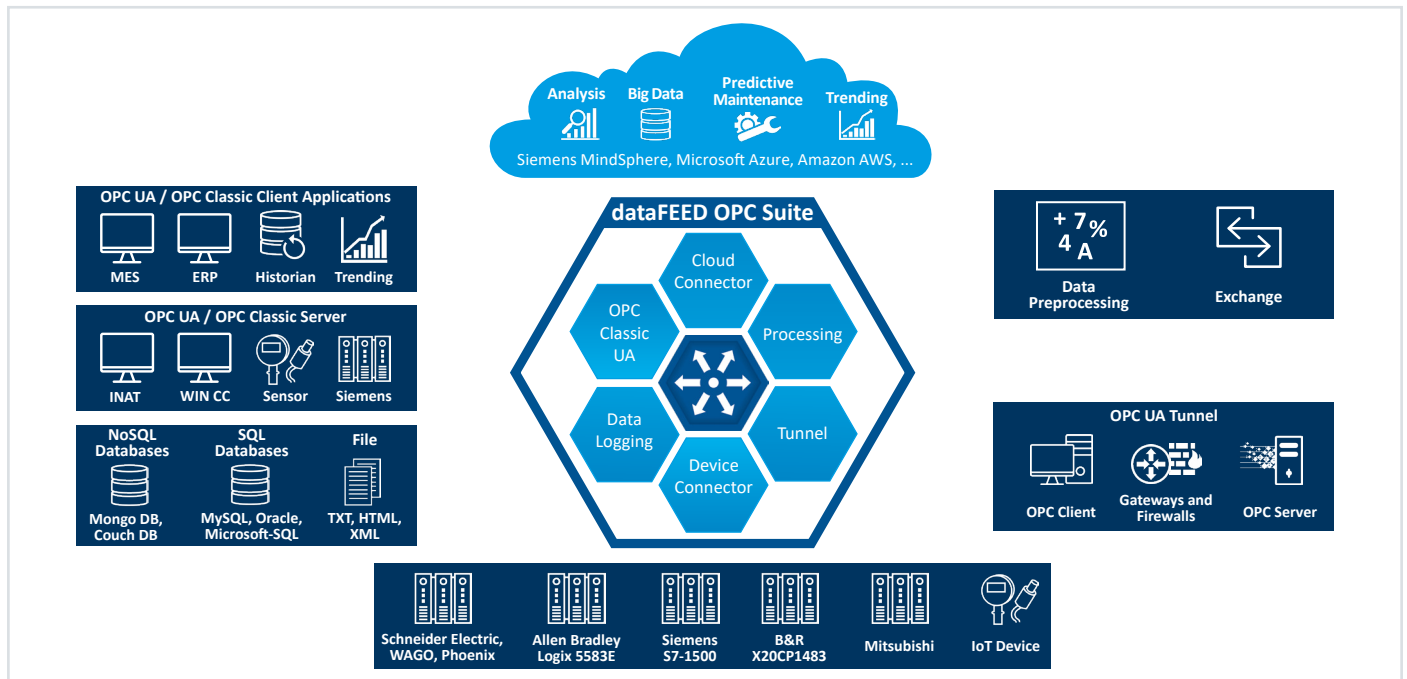 Analysis
Big Data
Predictive
Maintenance
Trending
Siemens MindSphere, Microsoft Azure, Amazon AWS, ...
OPC UA / OPC Classic Client Applications
MES
ERP
Historian
Trending
OPC UA / OPC Classic Server
INAT
WIN CC
Sensor
Siemens
NoSQL
Databases
SQL
Databases
File
Mongo DB,
Couch DB
MySQL, Oracle,
Microsoft-SQL
TXT, HTML,
XML
dataFEED OPC Suite
Cloud
Connector
OPC
Classic
UA
Processing
Data
Logging
Tunnel
Device
Connector
+ 7%
4 A
Data
Preprocessing
Exchange
OPC UA Tunnel
OPC Client
Gateways and
Firewalls
OPC Server
Schneider Electric,
WAGO, Phoenix
Allen Bradley
Logix 5583E
Siemens
S7-1500
B&R
X20CP1483
Mitsubishi
IoT Device